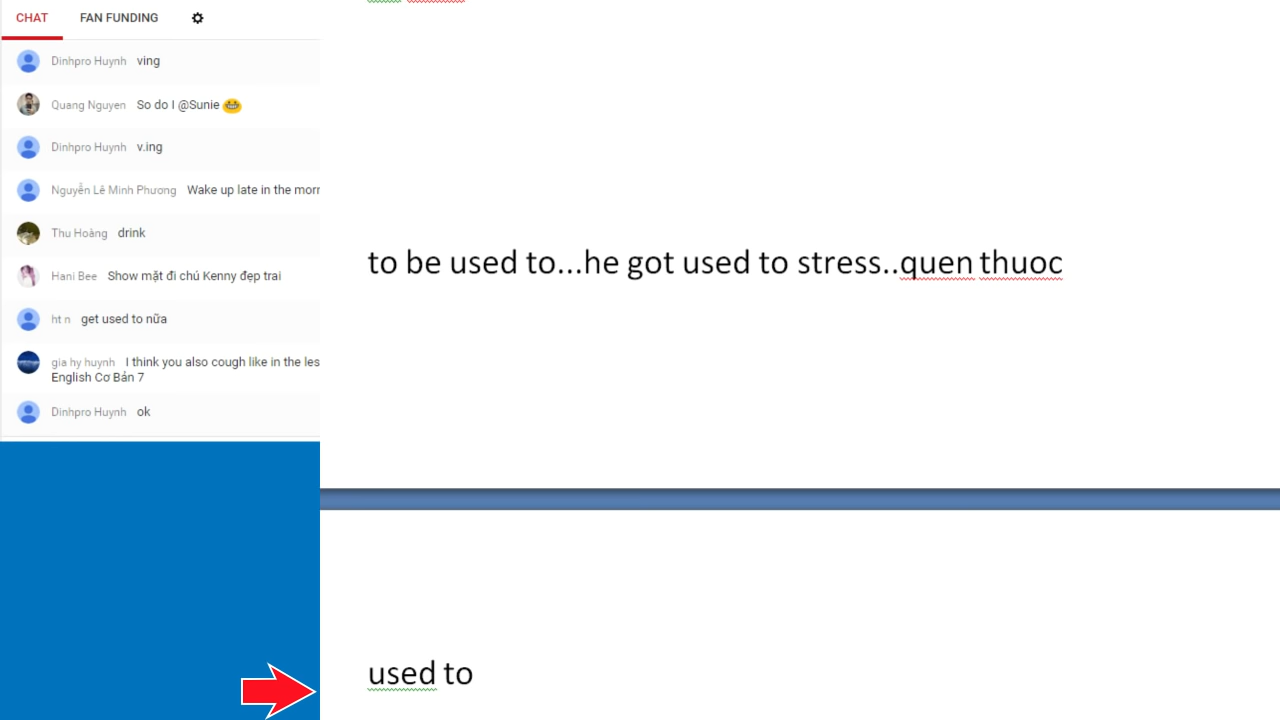 CHAT FAN FUNDING
Dinhpro Huynh ving
Quang Nguyen So do I @Sunie
Dinhpro Huynh v.ing
Nguyễn Lê Minh Phương Wake up late in the morn
Thu Hoàng drink
Hani Bee Show mặt đi chú Kenny đẹp trai
ht n get used to nữa
gia hy huynh I think you also cough like in the les
English Cơ Bản 7
Dinhpro Huynh ok
to be used to...he got used to stress..quen thuoc
used to